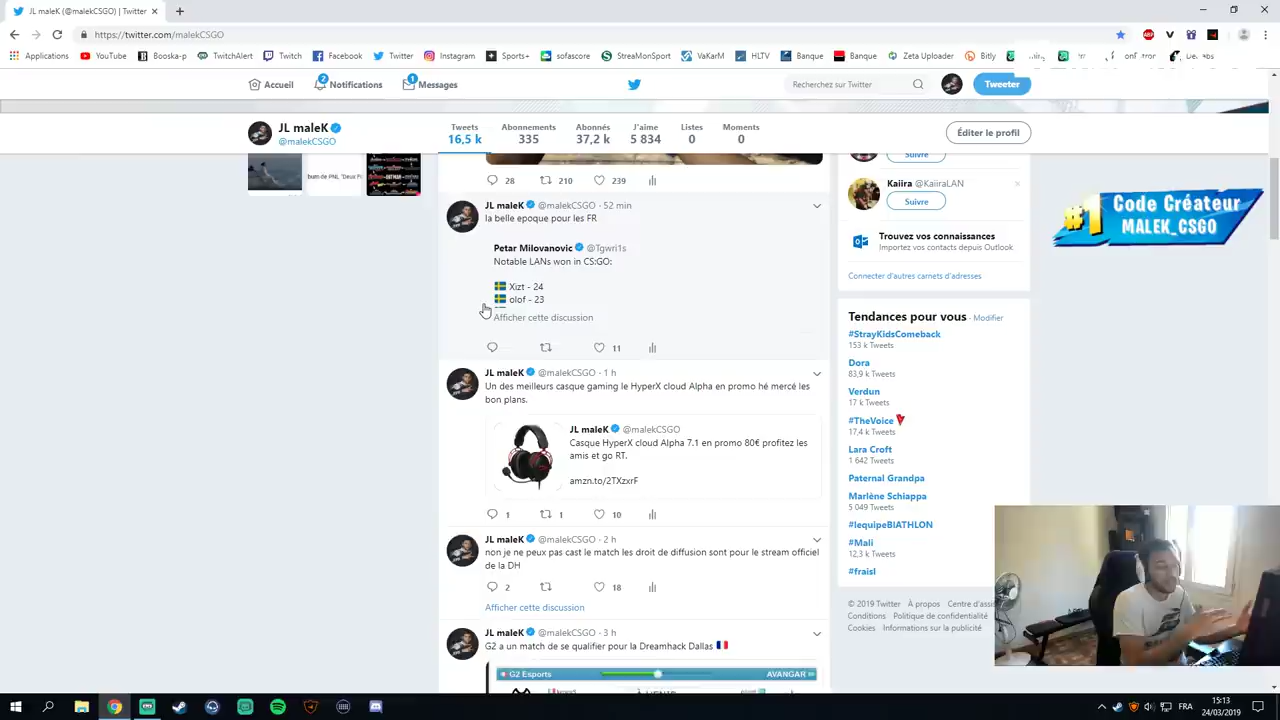 JL maleK (@malekCSGO) | Twitter
https://twitter.com/malekCSGO
Applications YouTube Booska-p TwitchAlert Twitch Facebook Twitter Instagram Sports+ sofascore StreaMonSport VaKarM HLTV Banque Banque Zeta Uploader Bitly
Accueil 2 Notifications 1 Messages Recherchez sur Twitter Tweeter
JL maleK
@malekCSGO
Tweets Abonnements Abonnés J'aime Listes Moments
16,5 k 335 37,2 k 5 834 0 0
Éditer le profil
bum de PNL 'Deux Fi
28 210 239
JL maleK @malekCSGO · 52 min
la belle epoque pour les FR
Petar Milovanovic @Tgwri1s
Notable LANs won in CS:GO:
Xizt - 24
olof - 23
Afficher cette discussion
11
JL maleK @malekCSGO · 1 h
Un des meilleurs casque gaming le HyperX cloud Alpha en promo hé mercé les
bon plans.
JL maleK @malekCSGO
Casque HyperX cloud Alpha 7.1 en promo 80€ profitez les
amis et go RT.
amzn.to/2TXzxrF
1 1 10
JL maleK @malekCSGO · 2 h
non je ne peux pas cast le match les droit de diffusion sont pour le stream officiel
de la DH
2 18
Afficher cette discussion
JL maleK @malekCSGO · 3 h
G2 a un match de se qualifier pour la Dreamhack Dallas
G2 Esports AVANGAR
Suivre
Kaiira @KaiiraLAN
Suivre
Trouvez vos connaissances
Importez vos contacts depuis Outlook
Connecter d'autres carnets d'adresses
Tendances pour vous · Modifier
#StrayKidsComeback
153 k Tweets
Dora
83,9 k Tweets
Verdun
17 k Tweets
#TheVoice
17,4 k Tweets
Lara Croft
1 642 Tweets
Paternal Grandpa
Marlène Schiappa
5 049 Tweets
#lequipeBIATHLON
#Mali
12,3 k Tweets
#fraisl
© 2019 Twitter À propos Centre d'assis
Conditions Politique de confidentialité
Cookies Informations sur la publicité
#1 Code Créateur
MALEK_CSGO
FRA
15:13
24/03/2019